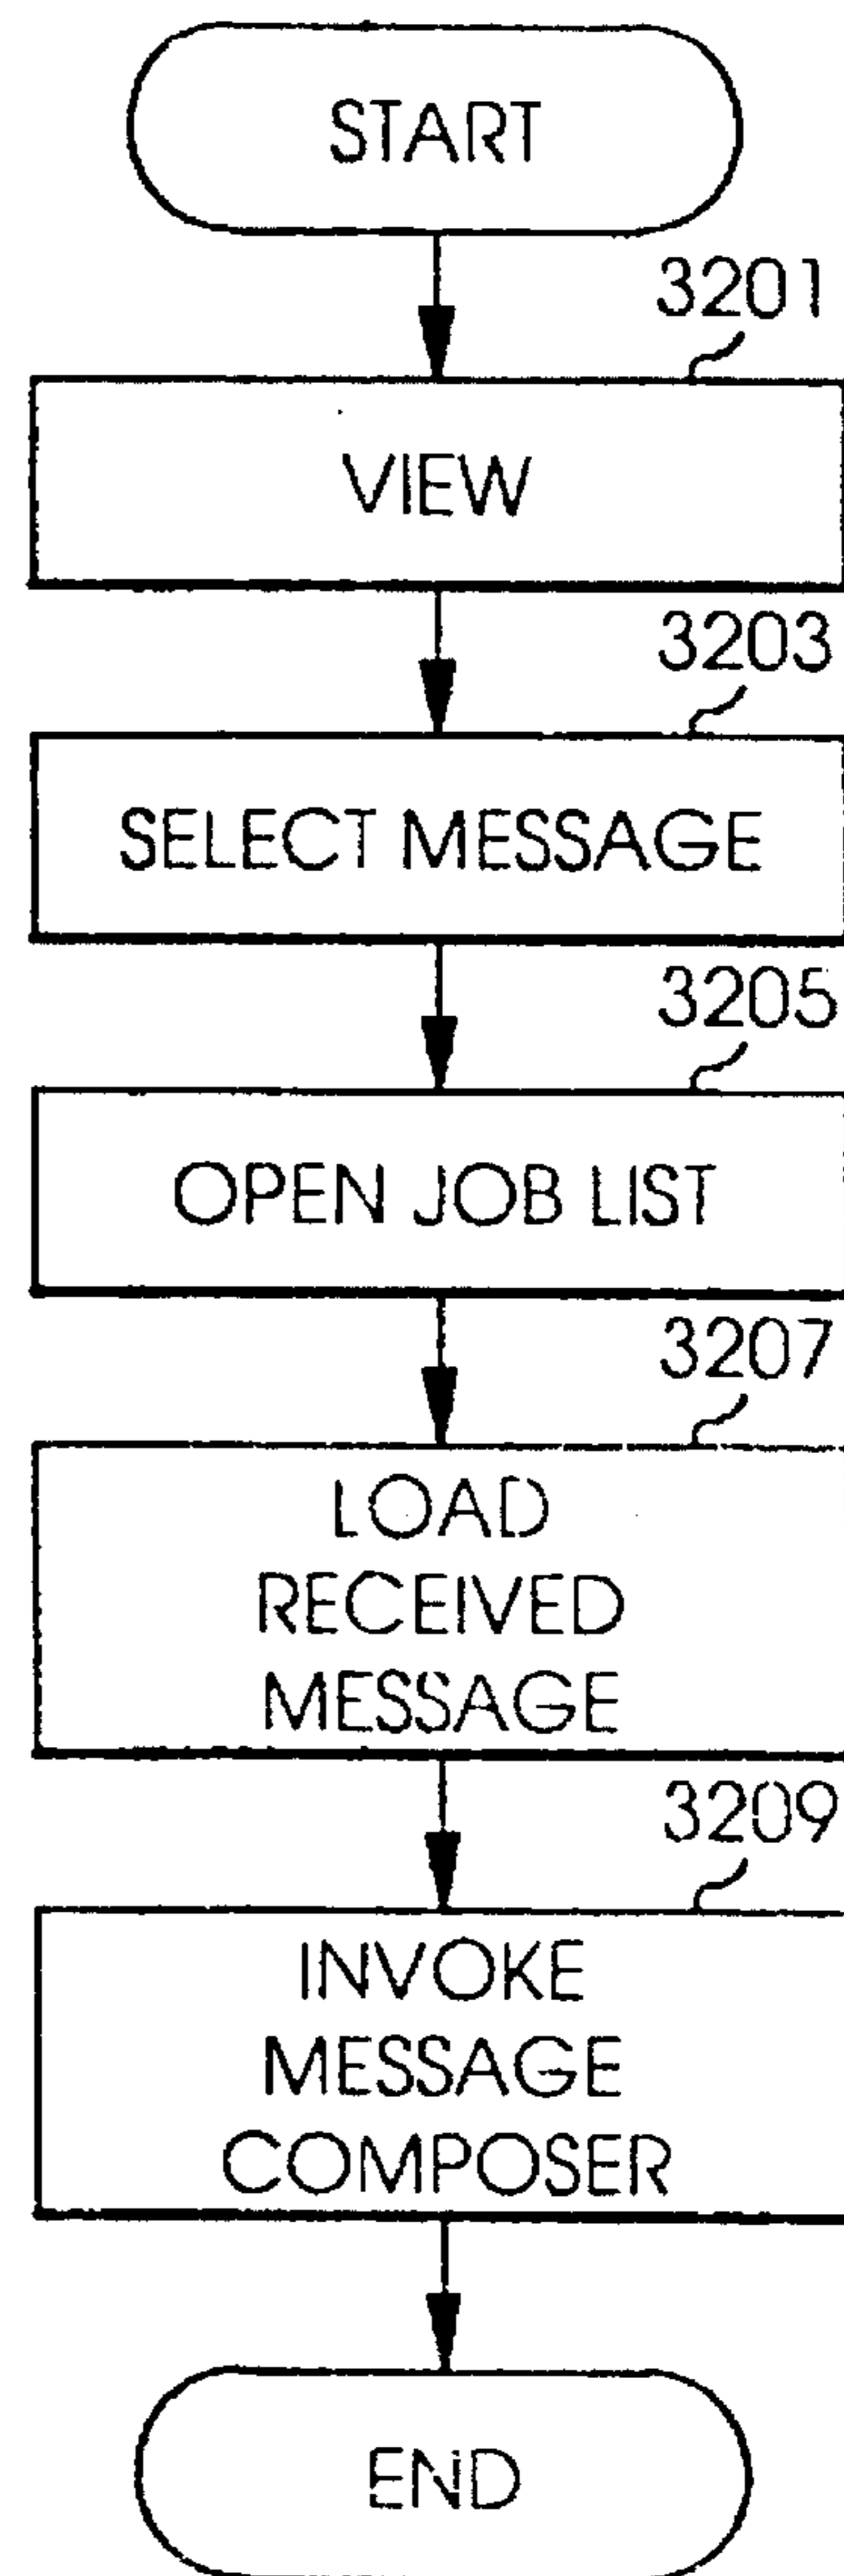 START
3201
VIEW
3203
SELECT MESSAGE
3205
OPEN JOB LIST
3207
LOAD
RECEIVED
MESSAGE
3209
INVOKE
MESSAGE
COMPOSER
END